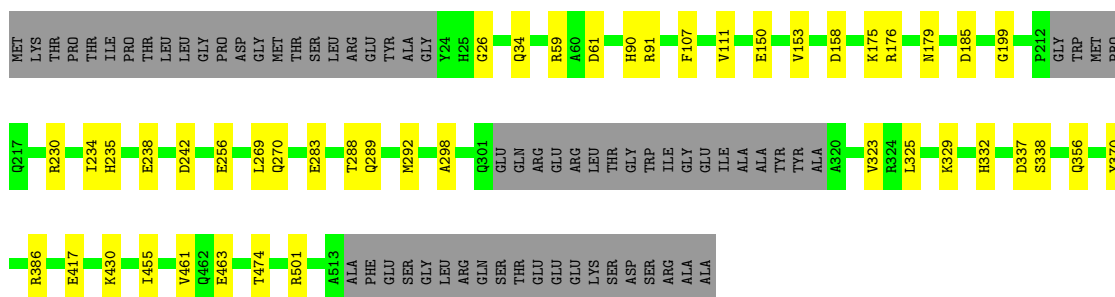 MET LYS THR PRO THR ILE PRO THR LEU LEU GLY PRO ASP GLY MET THR SER LEU ARG GLU TYR ALA GLY Y24 H25 G26 Q34 R59 A60 D61 H90 R91 F107 V111 E150 V153 D158 K175 R176 N179 D185 G199 P212 GLY TRP MET PRO
Q217 R230 I234 H235 E238 D242 E256 L269 Q270 E283 T288 Q289 M292 A298 Q301 GLU GLN ARG GLU ARG LEU THR GLY TRP ILE GLY GLU ILE ALA ALA TYR TYR ALA A320 V323 R324 L325 K329 H332 D337 S338 Q356 Y370
R386 E417 K430 I455 V461 Q462 E463 T474 R501 A513 ALA PHE GLU SER GLY LEU ARG GLN SER THR GLU GLU GLU LYS SER ASP SER ARG ALA ALA